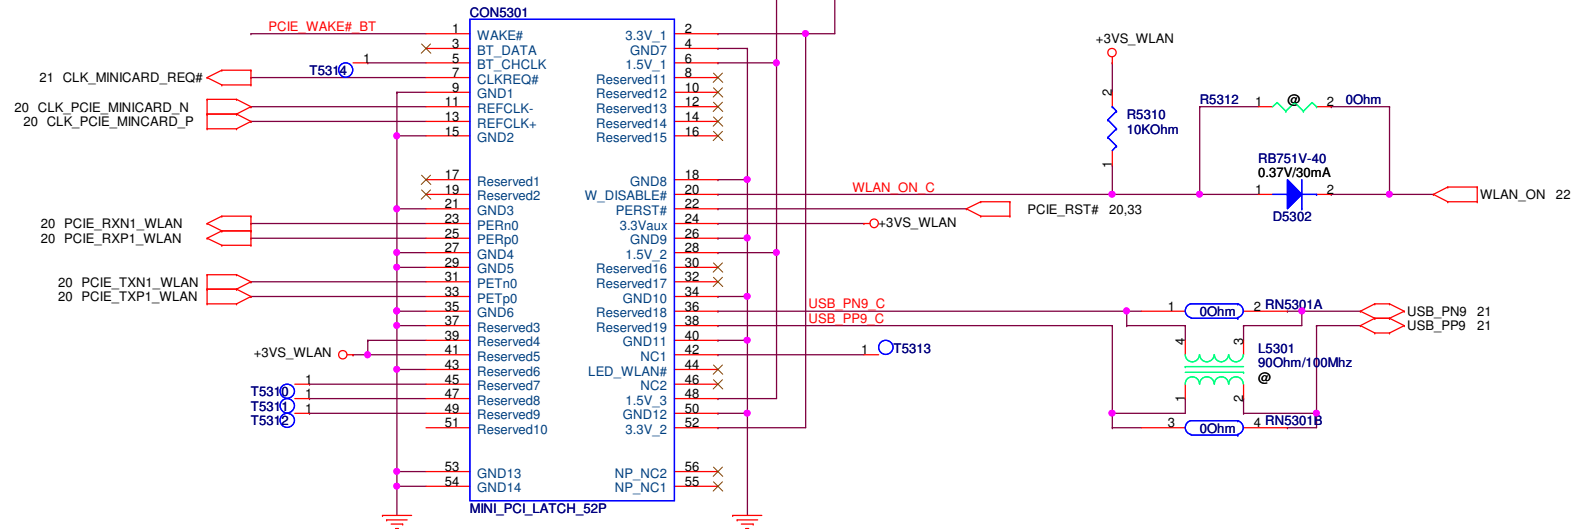 CON5301
PCIE_WAKE#_BT 1 WAKE# 3.3V_1 2
3 BT_DATA GND7 4
T5314 1 5 BT_CHCLK 1.5V_1 6
21 CLK_MINICARD_REQ# 7 CLKREQ# Reserved11 8
9 GND1 Reserved12 10
20 CLK_PCIE_MINICARD_N 11 REFCLK- Reserved13 12
20 CLK_PCIE_MINCARD_P 13 REFCLK+ Reserved14 14
15 GND2 Reserved15 16
17 Reserved1 GND8 18
19 Reserved2 W_DISABLE# 20 WLAN_ON_C
21 GND3 PERST# 22 PCIE_RST# 20,33
20 PCIE_RXN1_WLAN 23 PERn0 3.3Vaux 24 +3VS_WLAN
20 PCIE_RXP1_WLAN 25 PERp0 GND9 26
27 GND4 1.5V_2 28
29 GND5 Reserved16 30
20 PCIE_TXN1_WLAN 31 PETn0 Reserved17 32
20 PCIE_TXP1_WLAN 33 PETp0 GND10 34
35 GND6 Reserved18 36 USB_PN9_C
37 Reserved3 Reserved19 38 USB_PP9_C
39 Reserved4 GND11 40
+3VS_WLAN 41 Reserved5 NC1 42 1 T5313
43 Reserved6 LED_WLAN# 44
T5310 1 45 Reserved7 NC2 46
T5311 1 47 Reserved8 1.5V_3 48
T5312 1 49 Reserved9 GND12 50
51 Reserved10 3.3V_2 52
53 GND13 NP_NC2 56
54 GND14 NP_NC1 55
MINI_PCI_LATCH_52P
+3VS_WLAN
2
R5310
10KOhm
1
R5312 1 @ 2 0Ohm
RB751V-40
0.37V/30mA
1 2
D5302
WLAN_ON 22
1 0Ohm 2 RN5301A
USB_PN9 21
USB_PP9 21
4 3
L5301
90Ohm/100Mhz
@
1 2
3 0Ohm 4 RN5301B